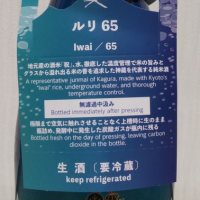 ルリ 65
Iwai / 65
地元産の酒米「祝」、水、徹底した温度管理で米の旨みと
グラスから溢れ出る米の香を追求した神蔵を代表する純米酒
A representative junmai of Kagura, made with Kyoto's
"Iwai" rice, underground water, and thorough
temperature control.
無濾過中汲み
Bottled immediately after pressing
極限まで空気に触れさせることなく上槽時に生のまま
瓶詰め、発酵中に発生した炭酸ガスが瓶内に残る
Bottled fresh on the day of pressing, leaving carbon
dioxide in the bottle.
生酒（要冷蔵）
keep refrigerated